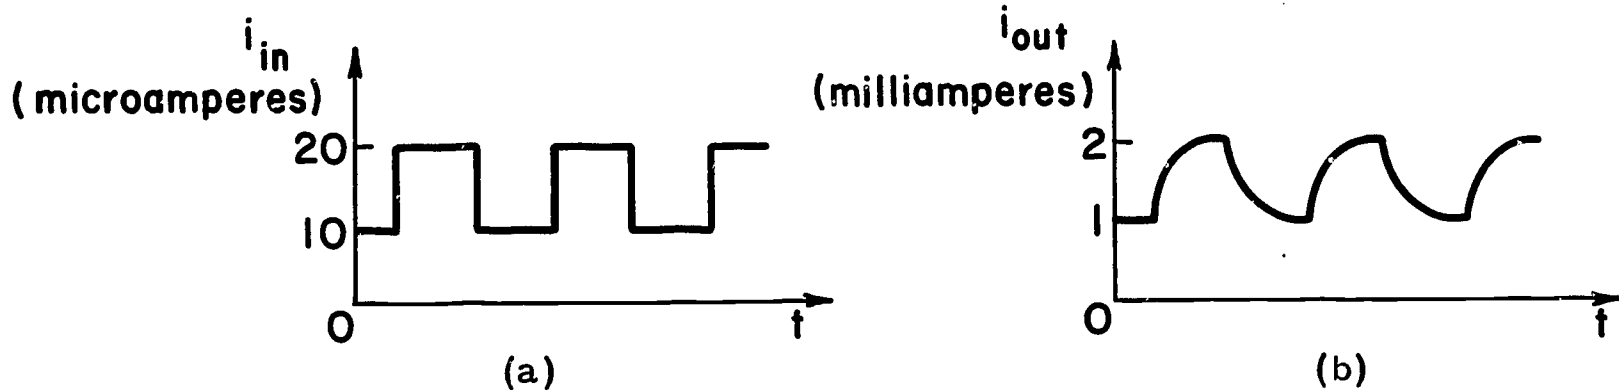 i in
(microamperes)
20
10
0
t
(a)
i out
(milliamperes)
2
1
0
t
(b)